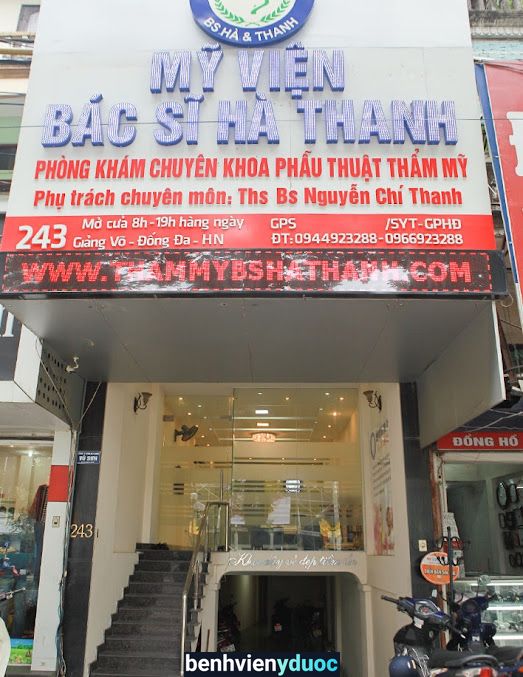 BS HÀ & THANH
MỸ VIỆN
BÁC SĨ HÀ THANH
PHÒNG KHÁM CHUYÊN KHOA PHẪU THUẬT THẨM MỸ
Phụ trách chuyên môn: Ths Bs Nguyễn Chí Thanh
243 Mở cửa 8h-19h hàng ngày GPS /SYT-GPHĐ
Giảng Võ - Đống Đa - HN ĐT: 0944923288 -0966923288
WWW.THAMMYBSHATHANH.COM
ĐỒNG HỒ
243
benhvienyduoc